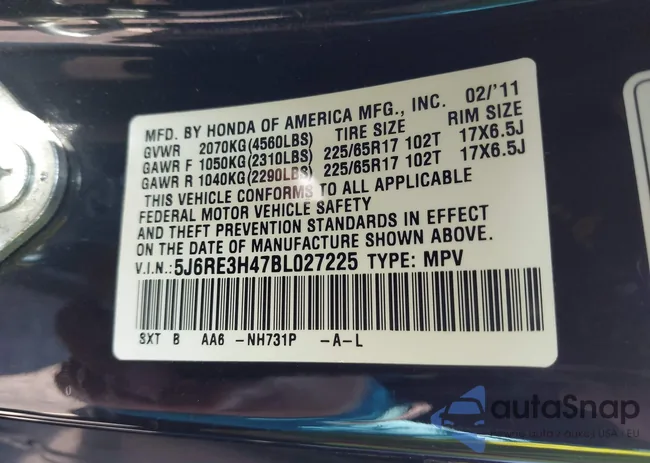 MFD. BY HONDA OF AMERICA MFG., INC. 02/'11
GVWR 2070KG(4560LBS) TIRE SIZE RIM SIZE
GAWR F 1050KG(2310LBS) 225/65R17 102T 17X6.5J
GAWR R 1040KG(2290LBS) 225/65R17 102T 17X6.5J
THIS VEHICLE CONFORMS TO ALL APPLICABLE
FEDERAL MOTOR VEHICLE SAFETY
AND THEFT PREVENTION STANDARDS IN EFFECT
ON THE DATE OF MANUFACTURE SHOWN ABOVE.
V.I.N.: 5J6RE3H47BL027225 TYPE: MPV
SXT B AA6 -NH731P -A-L
autaSnap
USA - EU